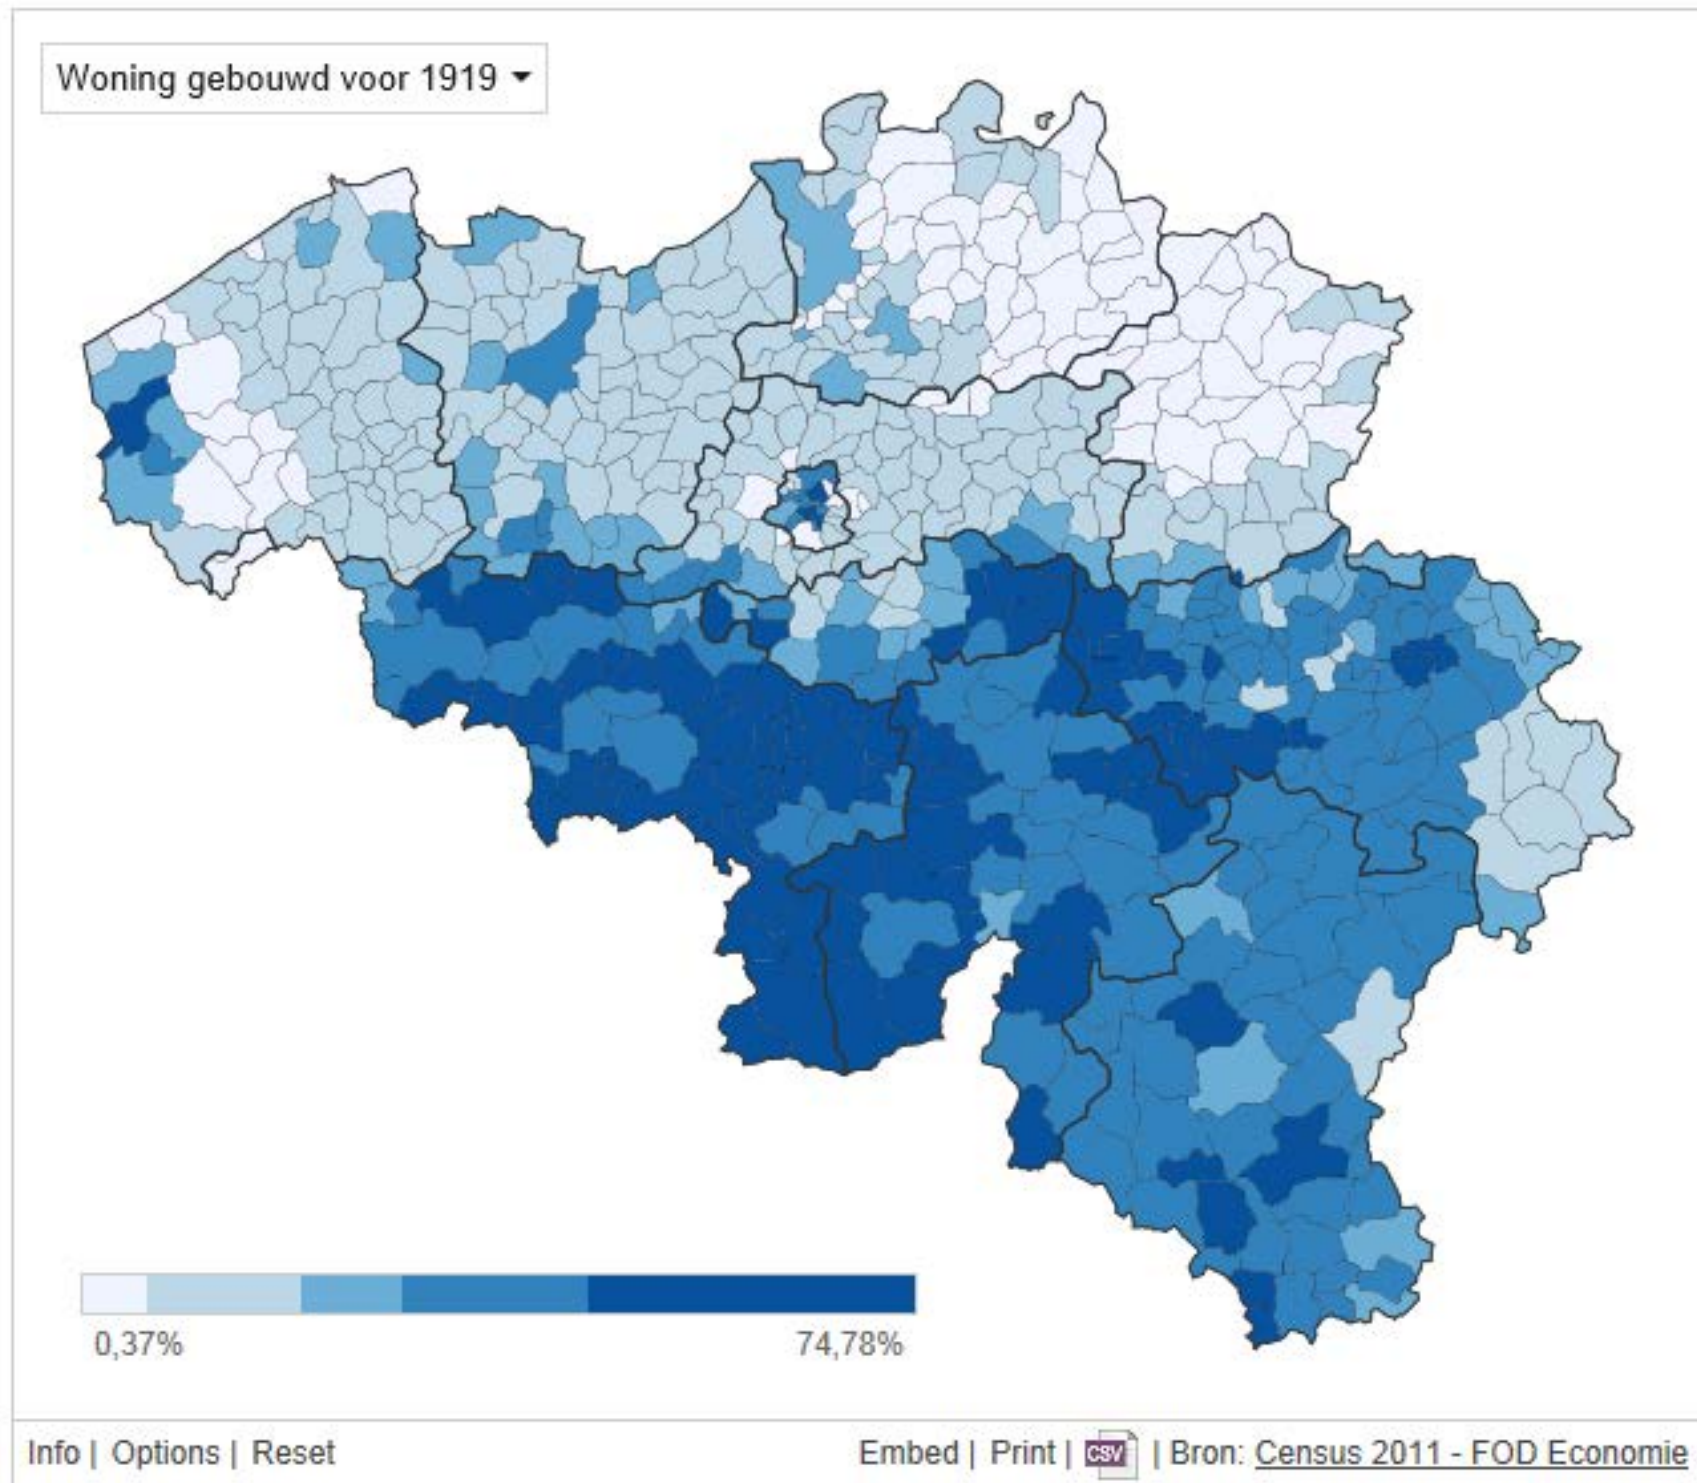 Woning gebouwd voor 1919
0,37% 74,78%
Info | Options | Reset Embed | Print | CSV | Bron: Census 2011 - FOD Economie